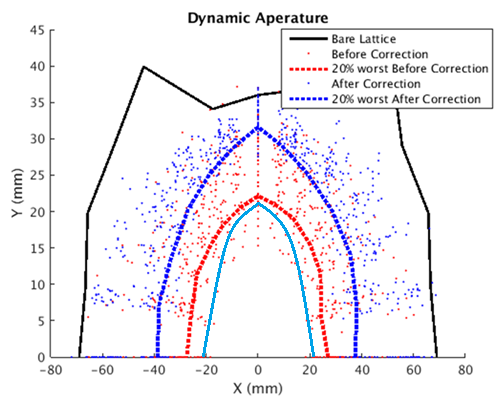 Dynamic Aperature
Bare Lattice
Before Correction
20% worst Before Correction
After Correction
20% worst After Correction
45
40
35
30
25
20
15
10
5
0
Y (mm)
-80 -60 -40 -20 0 20 40 60 80
X (mm)